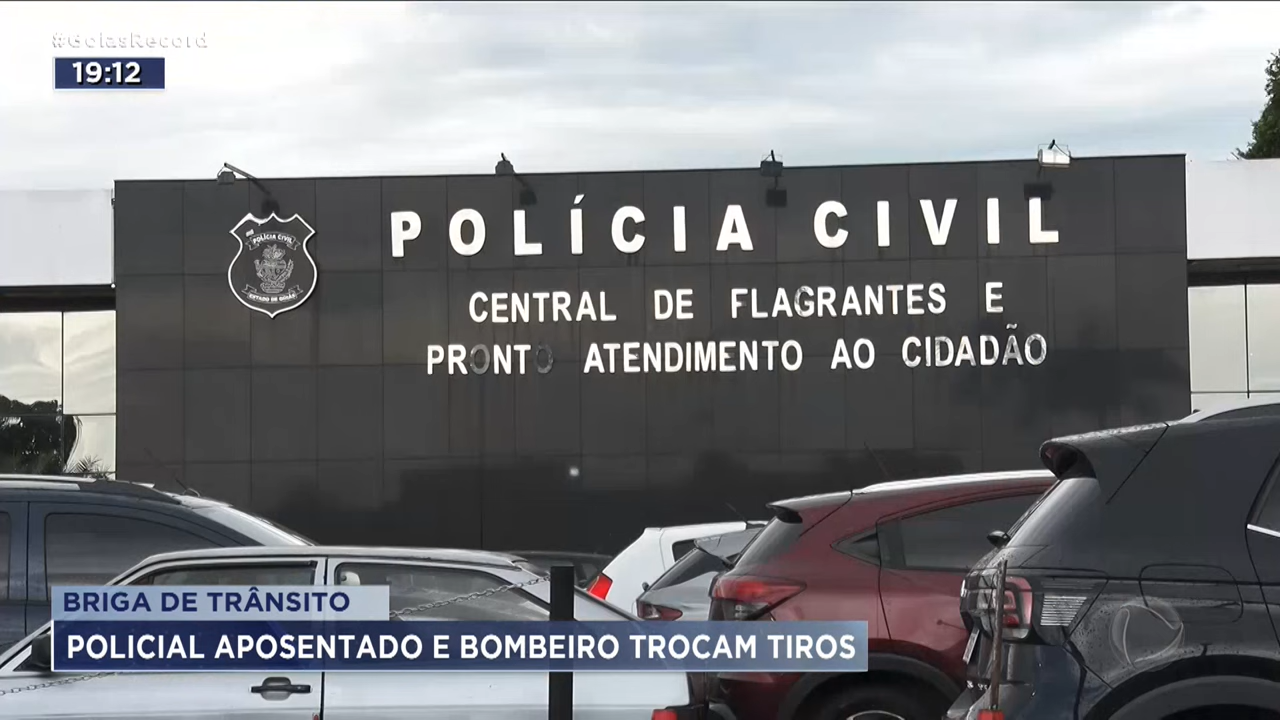 #GoiásRecord
19:12
POLÍCIA CIVIL
POLÍCIA CIVIL
ESTADO DE GOIÁS
CENTRAL DE FLAGRANTES E
PRONTO ATENDIMENTO AO CIDADÃO
BRIGA DE TRÂNSITO
POLICIAL APOSENTADO E BOMBEIRO TROCAM TIROS